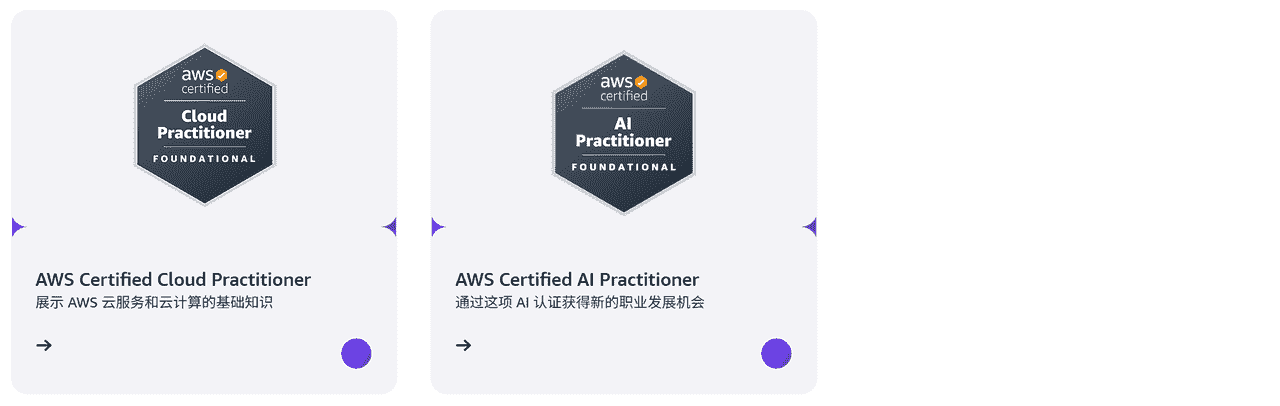 aws
certified
Cloud
Practitioner
FOUNDATIONAL
AWS Certified Cloud Practitioner
展示 AWS 云服务和云计算的基础知识
aws
certified
AI
Practitioner
FOUNDATIONAL
AWS Certified AI Practitioner
通过这项 AI 认证获得新的职业发展机会